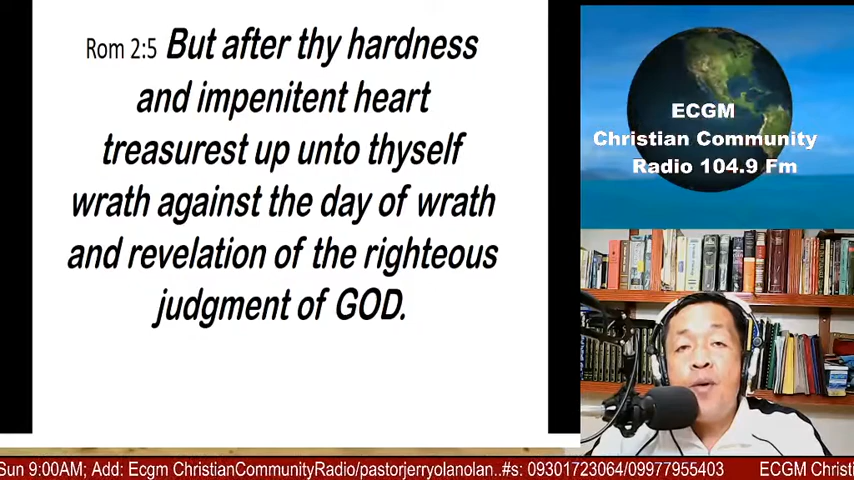 Rom 2:5 But after thy hardness
and impenitent heart
treasurest up unto thyself
wrath against the day of wrath
and revelation of the righteous
judgment of GOD.
ECGM
Christian Community
Radio 104.9 Fm
Sun 9:00AM; Add: Ecgm ChristianCommunityRadio/pastorjerryolanolan..#s: 09301723064/09977955403 ECGM Christi